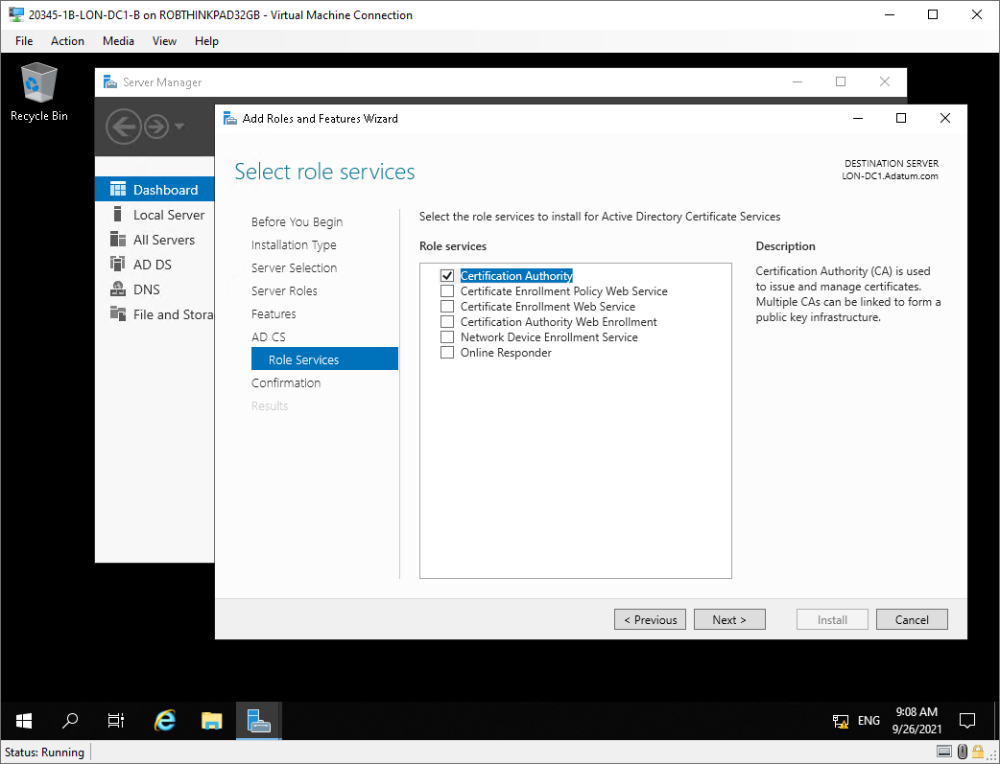 20345-1B-LON-DC1-B on ROBTHINKPAD32GB - Virtual Machine Connection
File Action Media View Help
Recycle Bin
Server Manager
Dashboard
Local Server
All Servers
AD DS
DNS
File and Stora
Add Roles and Features Wizard
Select role services
DESTINATION SERVER
LON-DC1.Adatum.com
Before You Begin
Installation Type
Server Selection
Server Roles
Features
AD CS
Role Services
Confirmation
Results
Select the role services to install for Active Directory Certificate Services
Role services
Certification Authority
Certificate Enrollment Policy Web Service
Certificate Enrollment Web Service
Certification Authority Web Enrollment
Network Device Enrollment Service
Online Responder
Description
Certification Authority (CA) is used
to issue and manage certificates.
Multiple CAs can be linked to form a
public key infrastructure.
< Previous Next > Install Cancel
ENG
9:08 AM
9/26/2021
Status: Running